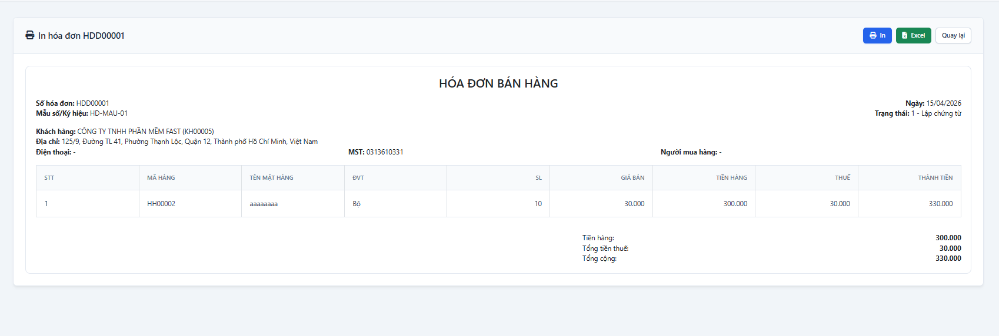 In hóa đơn HDD00001
In
Excel
Quay lại
HÓA ĐƠN BÁN HÀNG
Số hóa đơn: HDD00001
Ngày: 15/04/2026
Mẫu số/Ký hiệu: HD-MAU-01
Trạng thái: 1 - Lập chứng từ
Khách hàng: CÔNG TY TNHH PHẦN MỀM FAST (KH00005)
Địa chỉ: 125/9, Đường TL 41, Phường Thạnh Lộc, Quận 12, Thành phố Hồ Chí Minh, Việt Nam
Điện thoại: - MST: 0313610331 Người mua hàng: -
STT MÃ HÀNG TÊN MẶT HÀNG ĐVT SL GIÁ BÁN TIỀN HÀNG THUẾ THÀNH TIỀN
1 HH00002 aaaaaaaa Bộ 10 30.000 300.000 30.000 330.000
Tiền hàng: 300.000
Tổng tiền thuế: 30.000
Tổng cộng: 330.000